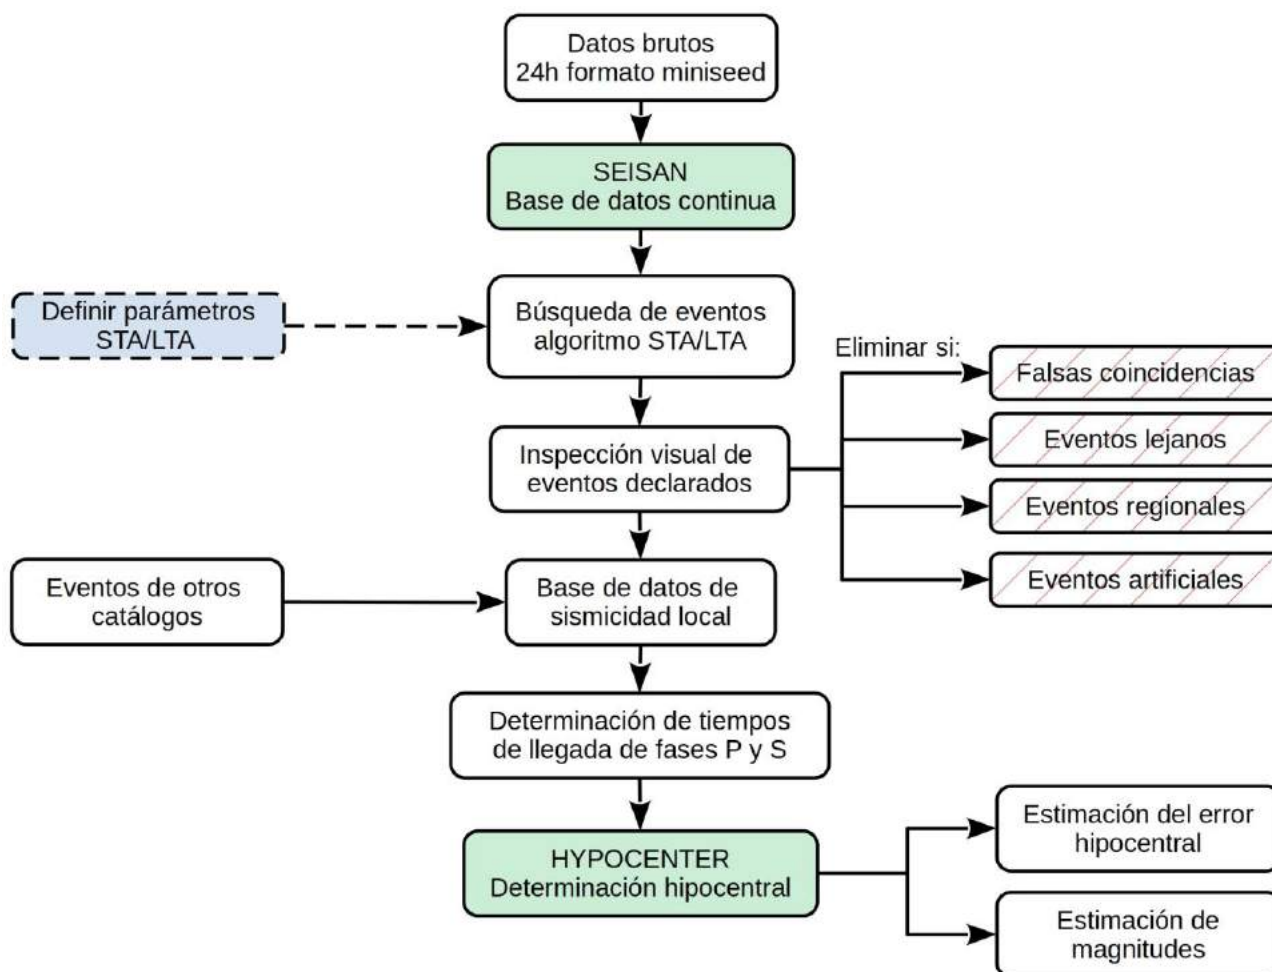 Datos brutos
24h formato miniseed
SEISAN
Base de datos continua
Definir parámetros
STA/LTA
Búsqueda de eventos
algoritmo STA/LTA
Eliminar si:
Falsas coincidencias
Eventos lejanos
Eventos regionales
Eventos artificiales
Inspección visual de
eventos declarados
Eventos de otros
catálogos
Base de datos de
sismicidad local
Determinación de tiempos
de llegada de fases P y S
HYPOCENTER
Determinación hipocentral
Estimación del error
hipocentral
Estimación de
magnitudes